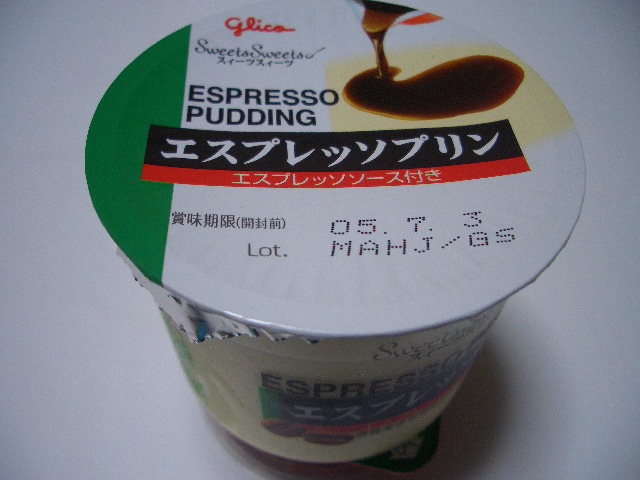 Glico
SweetsSweets
スイーツスイーツ
ESPRESSO
PUDDING
エスプレッソプリン
エスプレッソソース付き
賞味期限(開封前) 05.7.3
Lot. MAHJ/GS
ESPRESSO
エスプレッ